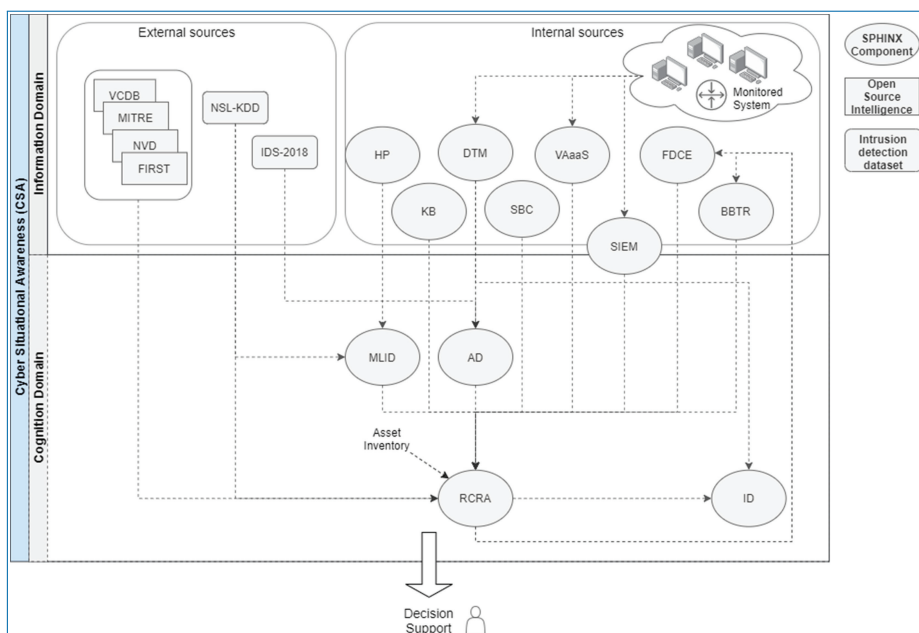 External sources
Internal sources
SPHINX
Component
Open
Source
Intelligence
Intrusion
detection
dataset
Cyber Situational Awareness (CSA)
Information Domain
Cognition Domain
VCDB
MITRE
NVD
FIRST
NSL-KDD
IDS-2018
Monitored
System
HP
DTM
VAaaS
FDCE
KB
SBC
BBTR
SIEM
MLID
AD
Asset
Inventory
RCRA
ID
Decision
Support